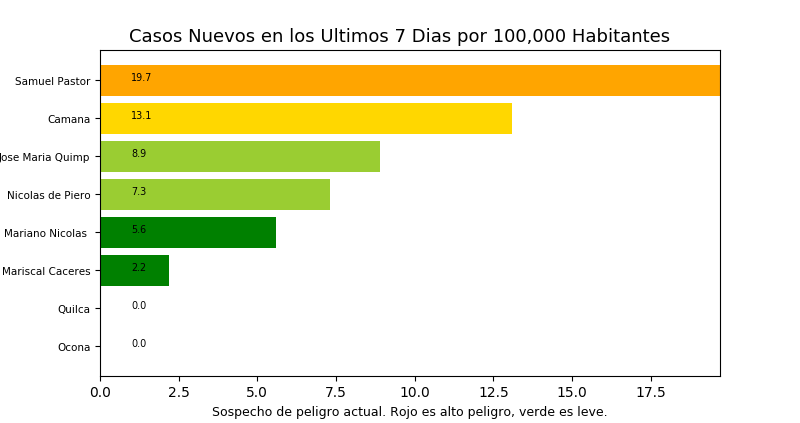 Casos Nuevos en los Ultimos 7 Dias por 100,000 Habitantes
Samuel Pastor 19.7
Camana 13.1
Jose Maria Quimp 8.9
Nicolas de Piero 7.3
Mariano Nicolas 5.6
Mariscal Caceres 2.2
Quilca 0.0
Ocona 0.0
0.0 2.5 5.0 7.5 10.0 12.5 15.0 17.5
Sospecho de peligro actual. Rojo es alto peligro, verde es leve.